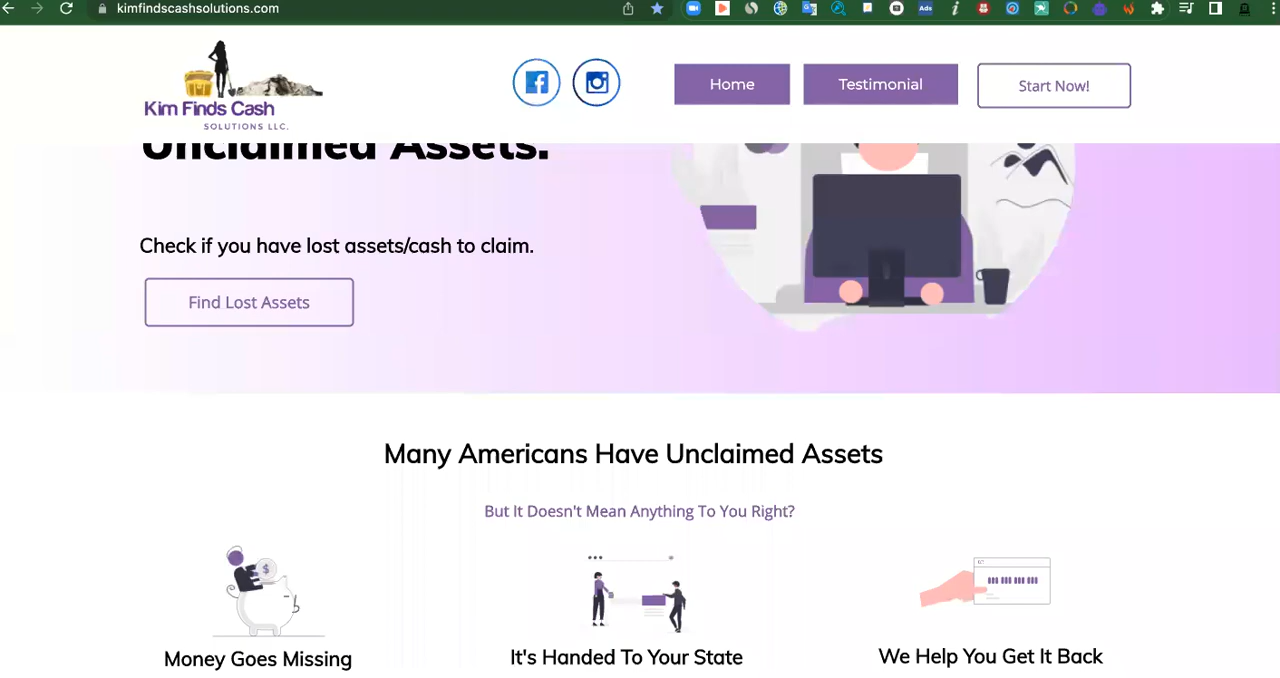 kimfindscashsolutions.com
Kim Finds Cash
SOLUTIONS LLC.
Home
Testimonial
Start Now!
Unclaimed Assets.
Check if you have lost assets/cash to claim.
Find Lost Assets
Many Americans Have Unclaimed Assets
But It Doesn't Mean Anything To You Right?
Money Goes Missing
It's Handed To Your State
We Help You Get It Back